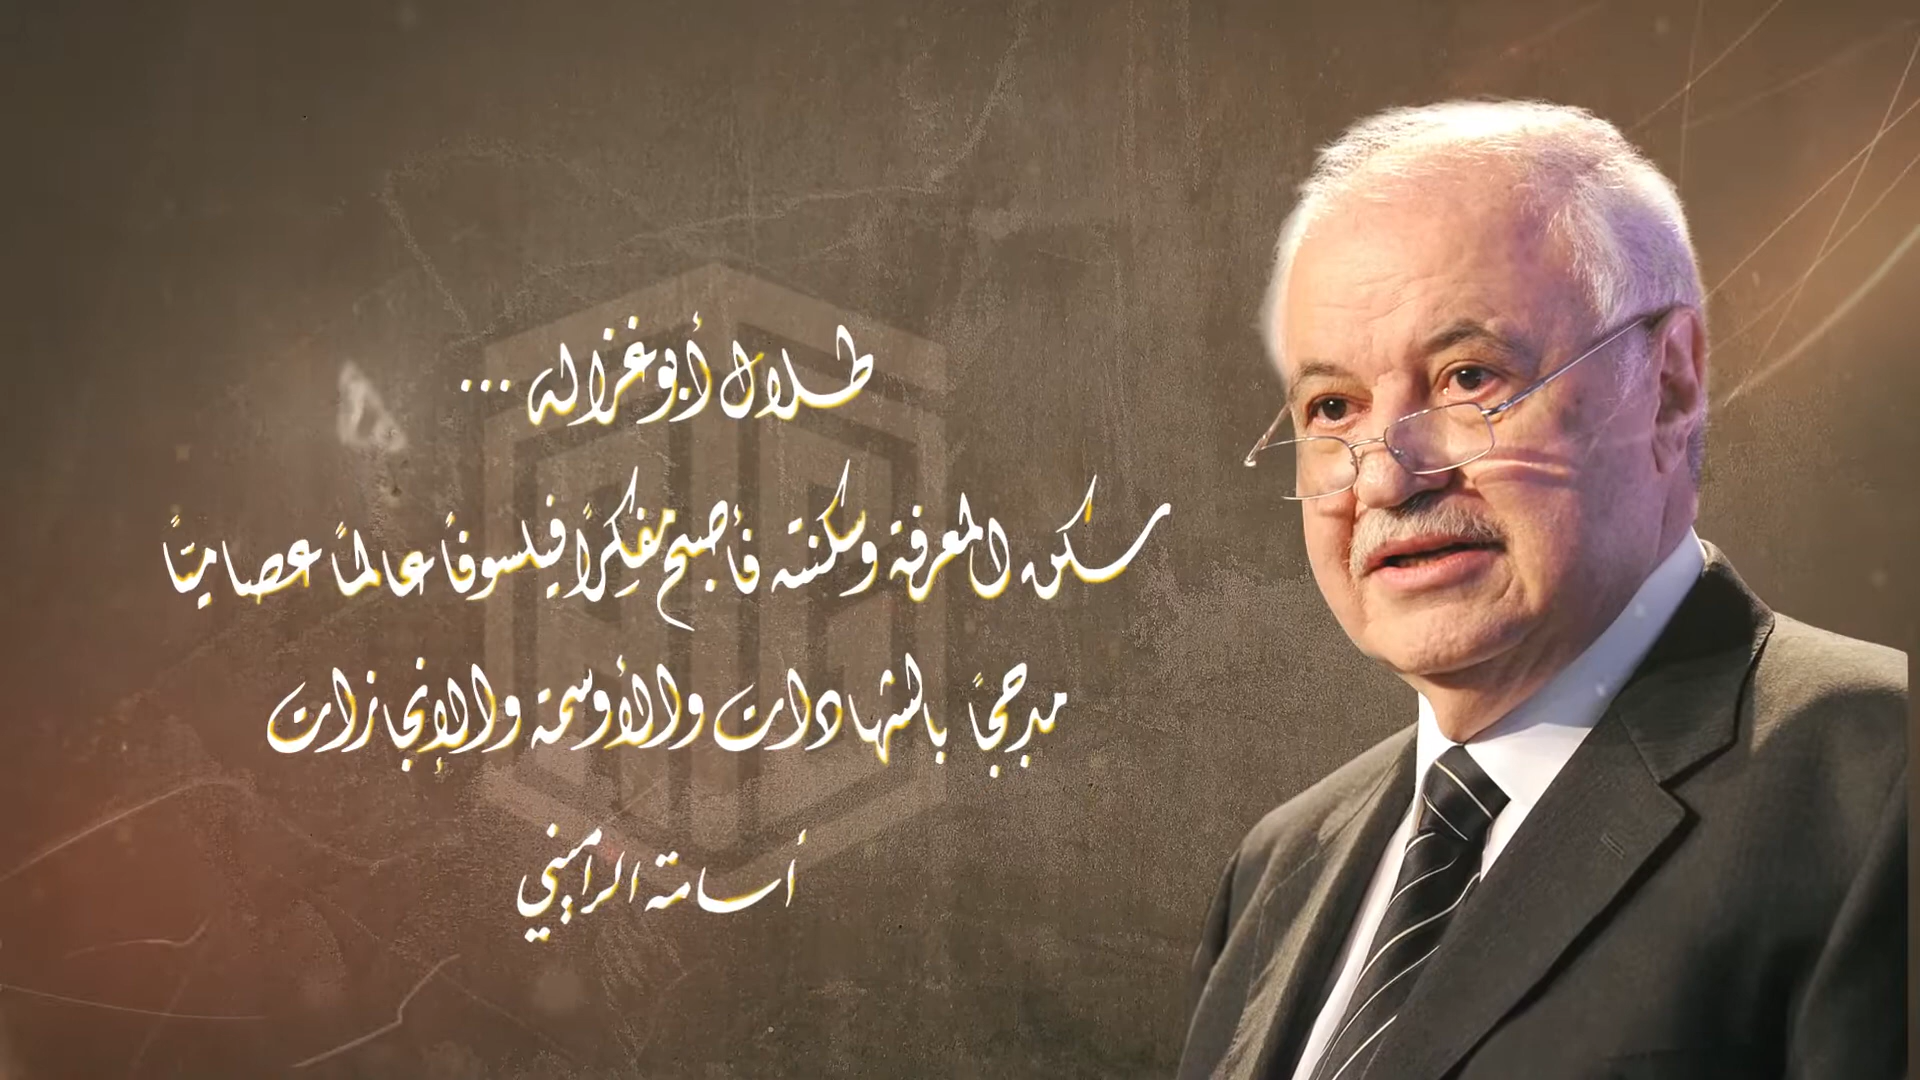 طلال أبوغزاله ...
سكن المعرفة وسكنته فأصبح مفكراً فيلسوفاً عالماً عصامياً
مدججاً بالشهادات والأوسمة والإنجازات
أسامة الراميني